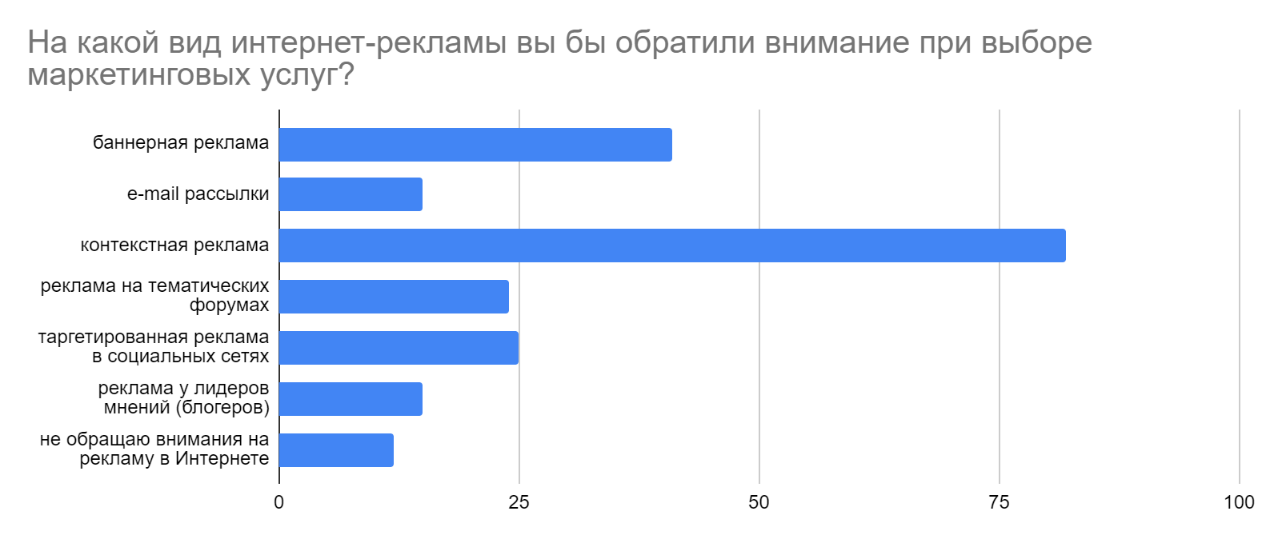 На какой вид интернет-рекламы вы бы обратили внимание при выборе
маркетинговых услуг?
баннерная реклама
e-mail рассылки
контекстная реклама
реклама на тематических
форумах
таргетированная реклама
в социальных сетях
реклама у лидеров
мнений (блогеров)
не обращаю внимания на
рекламу в Интернете
0 25 50 75 100